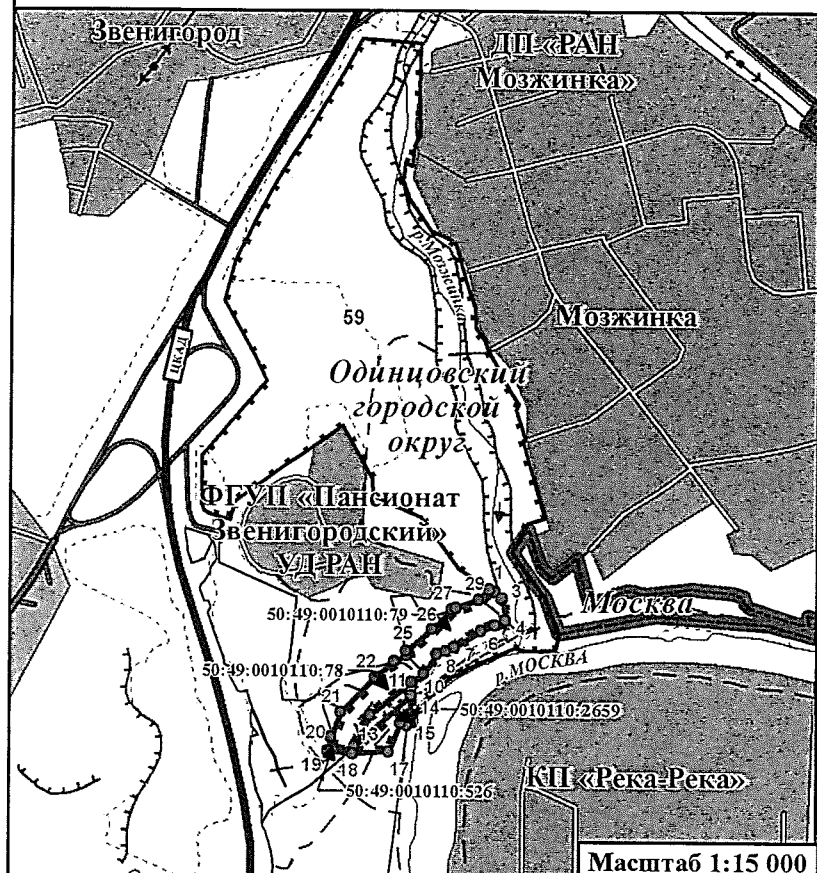 Звенигород
ДП «РАН
Мозжинка»
р.Мозжинка
59
Мозжинка
ЦКАД
Одинцовский
городской
округ
ФГУП «Пансионат
Звенигородский»
УД РАН
29
1
3
Москва
27
50:49:0010110:79
26
4
25
6
7
8
р.МОСКВА
50:49:0010110:78
22
11
10
21
14
50:49:0010110:2659
13
15
20
19
18
17
КП «Река-Река»
50:49:0010110:526
Масштаб 1:15 000